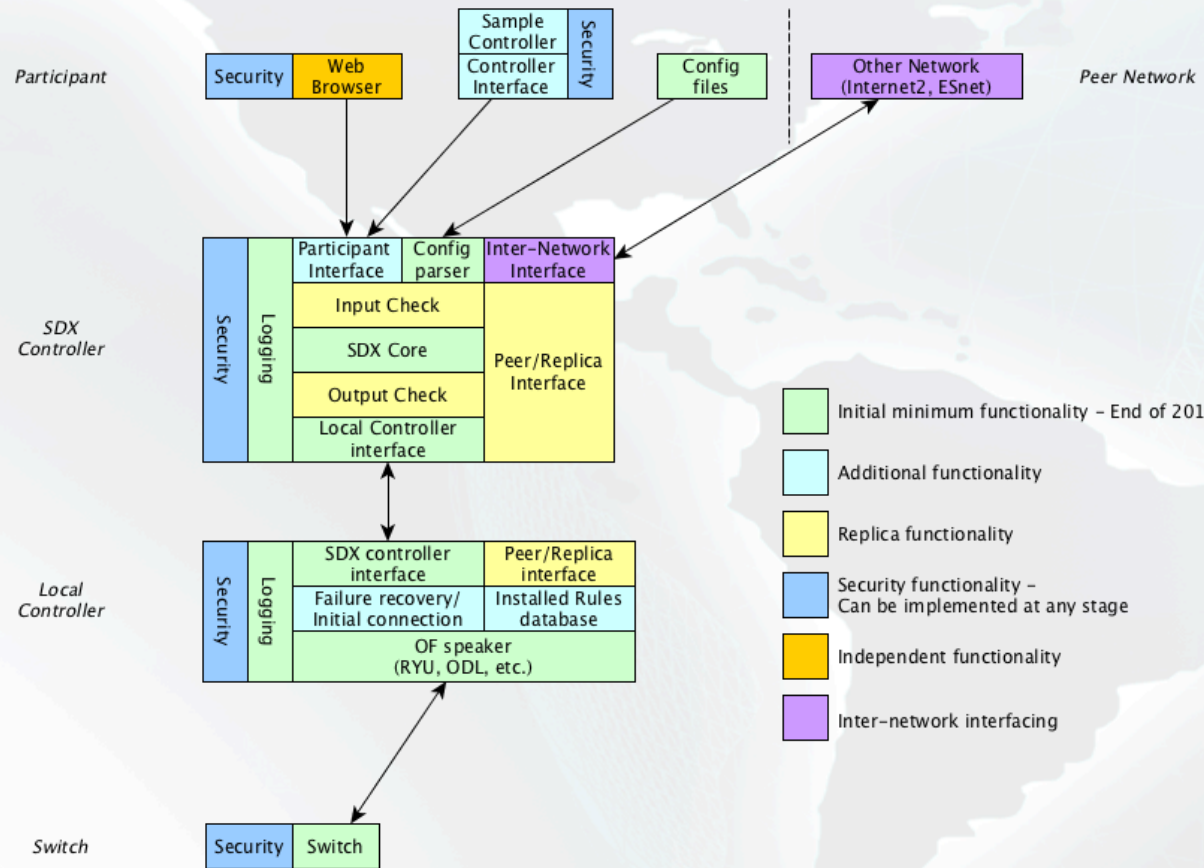 Participant
Security
Web
Browser
Sample
Controller
Controller
Interface
Security
Config
files
Other Network
(Internet2, ESnet)
Peer Network
SDX
Controller
Security
Logging
Participant
Interface
Config
parser
Inter-Network
Interface
Input Check
SDX Core
Output Check
Local Controller
interface
Peer/Replica
Interface
Initial minimum functionality - End of 201
Additional functionality
Replica functionality
Security functionality -
Can be implemented at any stage
Independent functionality
Inter-network interfacing
Local
Controller
Security
Logging
SDX controller
interface
Peer/Replica
interface
Failure recovery/
Initial connection
Installed Rules
database
OF speaker
(RYU, ODL, etc.)
Switch
Security
Switch